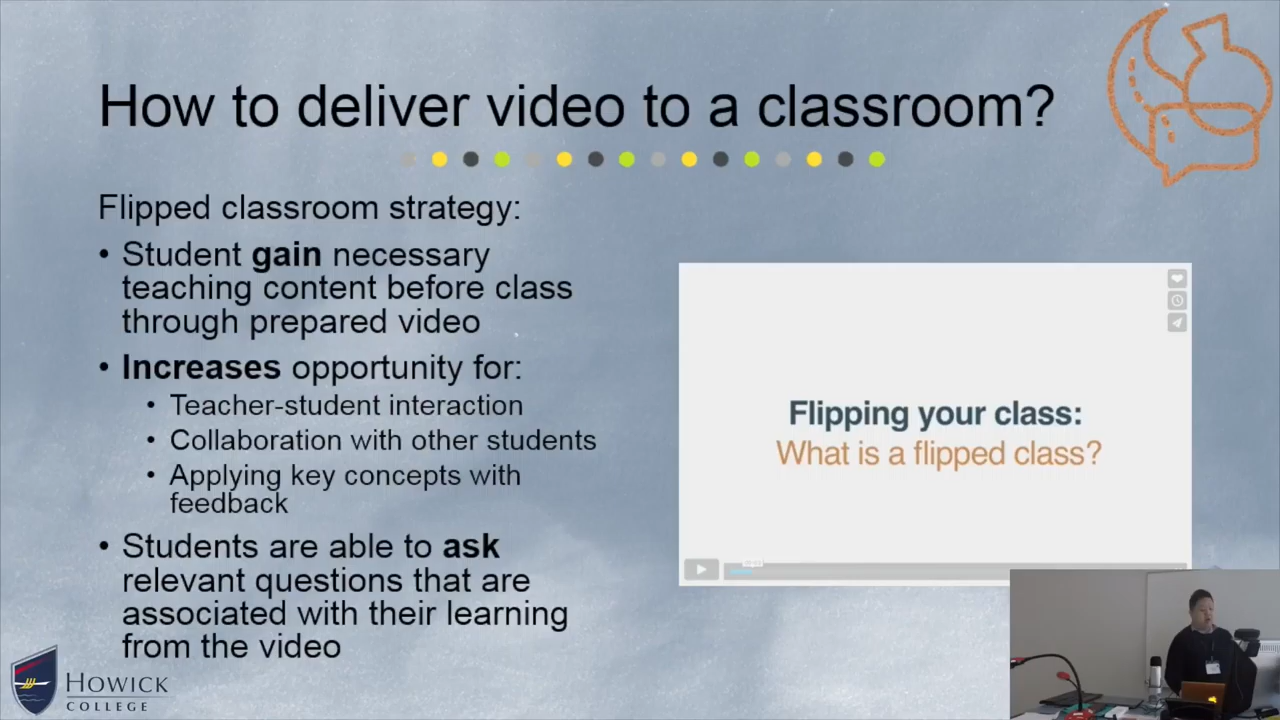 How to deliver video to a classroom?
Flipped classroom strategy:
• Student gain necessary
teaching content before class
through prepared video
• Increases opportunity for:
• Teacher-student interaction
• Collaboration with other students
• Applying key concepts with
feedback
• Students are able to ask
relevant questions that are
associated with their learning
from the video
Flipping your class:
What is a flipped class?
HOWICK
COLLEGE